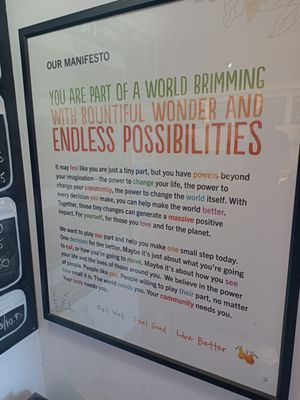 OUR MANIFESTO
YOU ARE PART OF A WORLD BRIMMING
WITH BOUNTIFUL WONDER AND
ENDLESS POSSIBILITIES
It may feel like you are just a tiny part, but you have powers beyond
your imagination—the power to change your life, the power to
change your community, the power to change the world itself. With
every decision you make, you can help make the world better.
Together, those tiny changes can generate a massive positive
impact. For yourself, for those you love and for the planet.
We want to play our part and help you make one small step today.
One decision for the better. Maybe it's just about what you're going
to eat, or how you're going to move. Maybe it's about how you see
your life and the lives of those around you. We believe in the power
of people. People like you. People willing to play their part, no matter
how small it is. The world needs you. Your community needs you.
Your body needs you.
Eat Well Feel Good Live Better